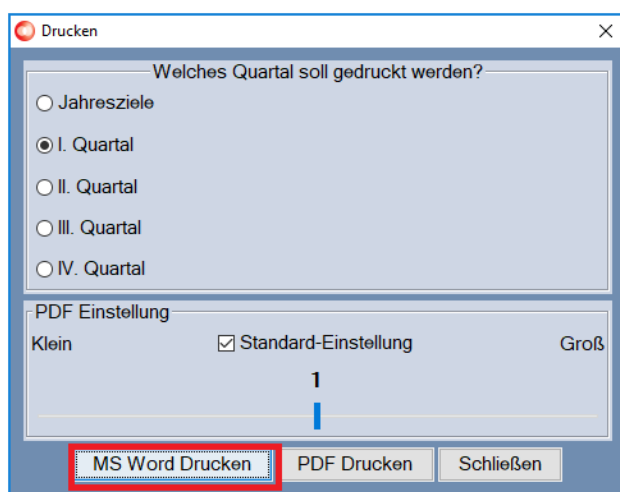 Drucken
Welches Quartal soll gedruckt werden?
Jahresziele
I. Quartal
II. Quartal
III. Quartal
IV. Quartal
PDF Einstellung
Klein Standard-Einstellung Groß
1
MS Word Drucken PDF Drucken Schließen